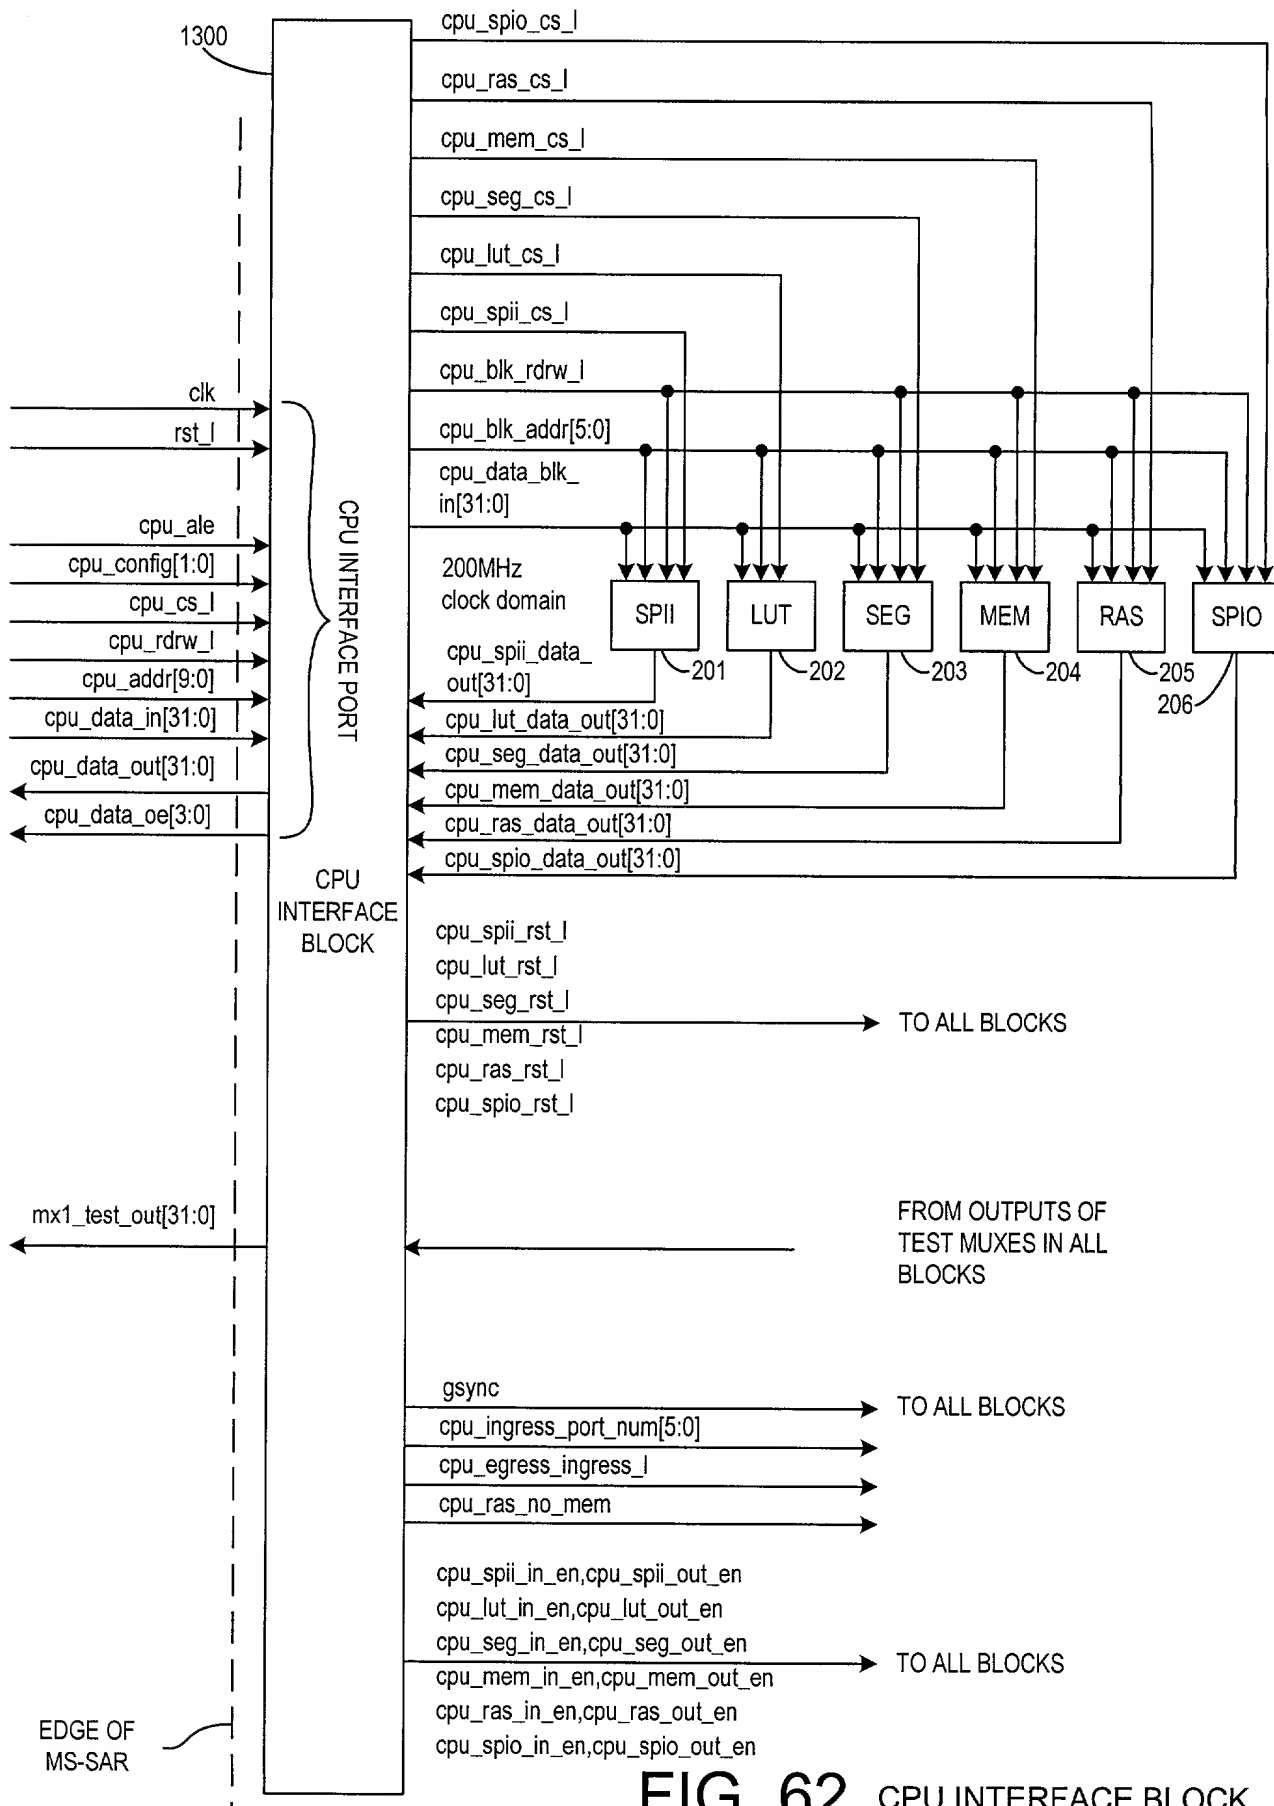 1300
cpu_spio_cs_l
cpu_ras_cs_l
cpu_mem_cs_l
cpu_seg_cs_l
cpu_lut_cs_l
cpu_spii_cs_l
cpu_blk_rdrw_l
cpu_blk_addr[5:0]
cpu_data_blk_
in[31:0]
200MHz
clock domain
clk
rst_l
cpu_ale
cpu_config[1:0]
cpu_cs_l
cpu_rdrw_l
cpu_addr[9:0]
cpu_data_in[31:0]
cpu_data_out[31:0]
cpu_data_oe[3:0]
CPU INTERFACE PORT
SPII
LUT
SEG
MEM
RAS
SPIO
201
202
203
204
205
206
cpu_spii_data_
out[31:0]
cpu_lut_data_out[31:0]
cpu_seg_data_out[31:0]
cpu_mem_data_out[31:0]
cpu_ras_data_out[31:0]
cpu_spio_data_out[31:0]
CPU
INTERFACE
BLOCK
cpu_spii_rst_l
cpu_lut_rst_l
cpu_seg_rst_l
cpu_mem_rst_l
cpu_ras_rst_l
cpu_spio_rst_l
TO ALL BLOCKS
mx1_test_out[31:0]
FROM OUTPUTS OF
TEST MUXES IN ALL
BLOCKS
gsync
TO ALL BLOCKS
cpu_ingress_port_num[5:0]
cpu_egress_ingress_l
cpu_ras_no_mem
cpu_spii_in_en,cpu_spii_out_en
cpu_lut_in_en,cpu_lut_out_en
cpu_seg_in_en,cpu_seg_out_en
cpu_mem_in_en,cpu_mem_out_en
cpu_ras_in_en,cpu_ras_out_en
cpu_spio_in_en,cpu_spio_out_en
TO ALL BLOCKS
EDGE OF
MS-SAR
FIG. 62 CPU INTERFACE BLOCK